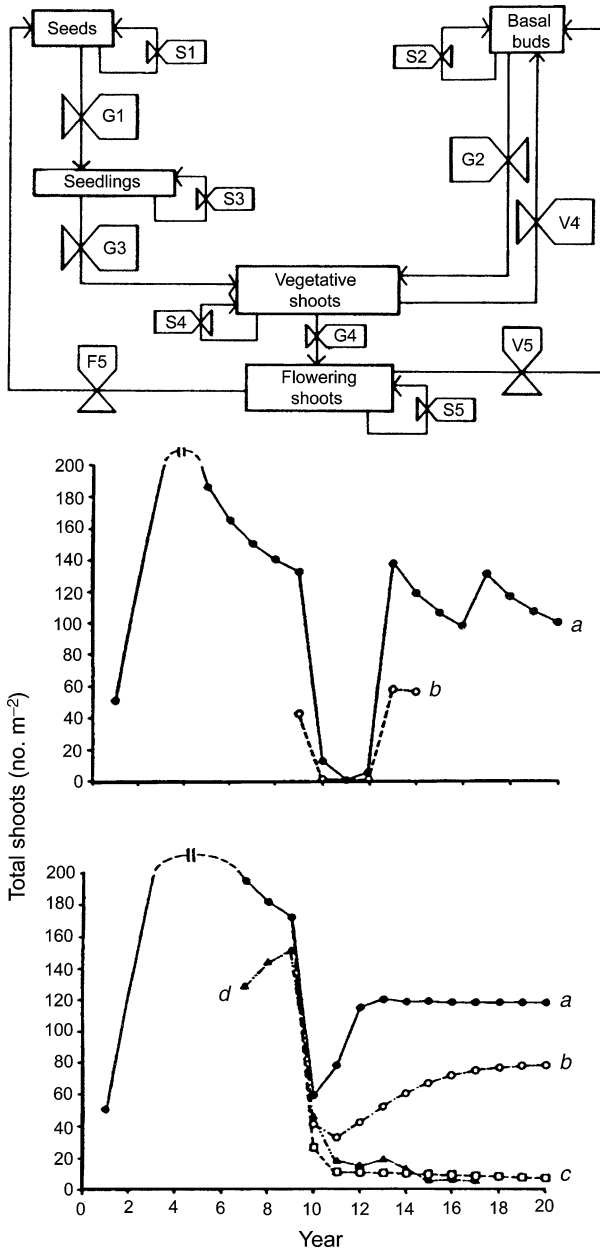 Seeds
S1
Basal
buds
S2
G1
G2
Seedlings
S3
V4
G3
Vegetative
shoots
S4
G4
V5
F5
Flowering
shoots
S5
200
180
160
140
120
100
80
60
40
20
0
a
b
Total shoots (no. m−2)
200
180
160
140
120
100
80
60
40
20
0
d
a
b
c
0 2 4 6 8 10 12 14 16 18 20
Year